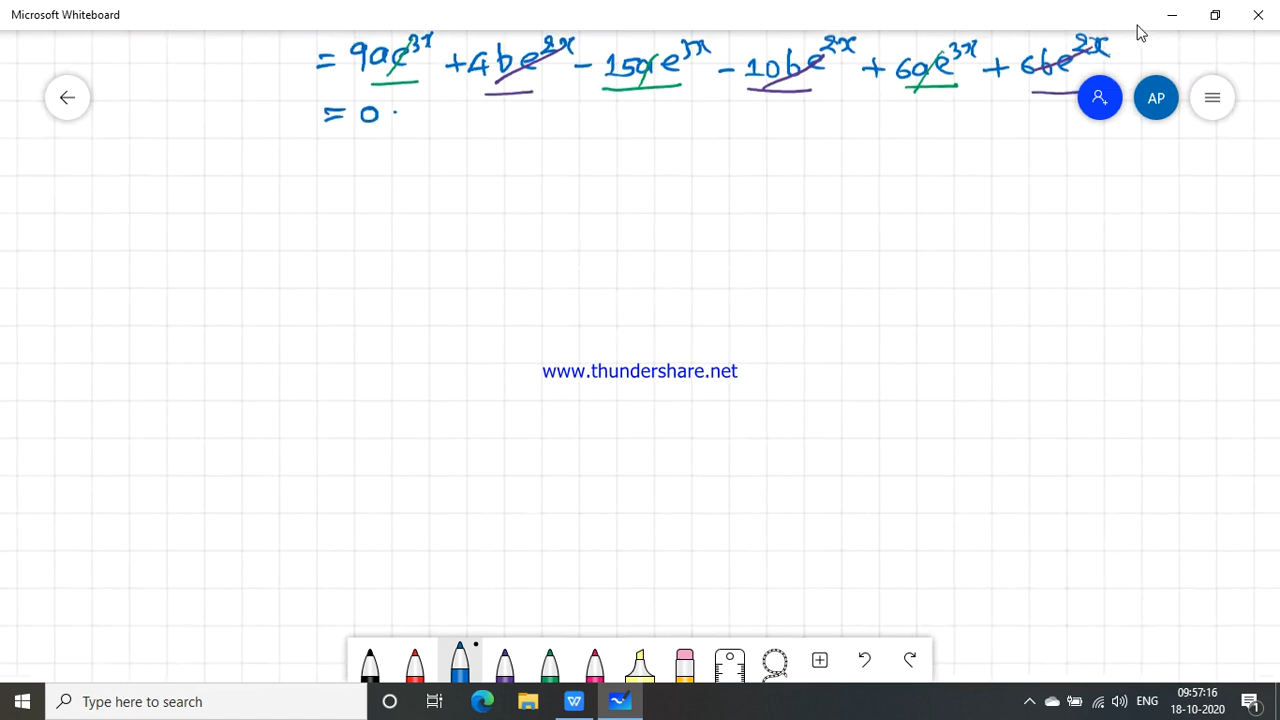 Microsoft Whiteboard
= 9ae^3x + 4be^2x - 15ae^3x - 10be^2x + 6ae^3x + 6be^2x
= 0.
AP
www.thundershare.net
Type here to search
ENG
09:57:16
18-10-2020
1